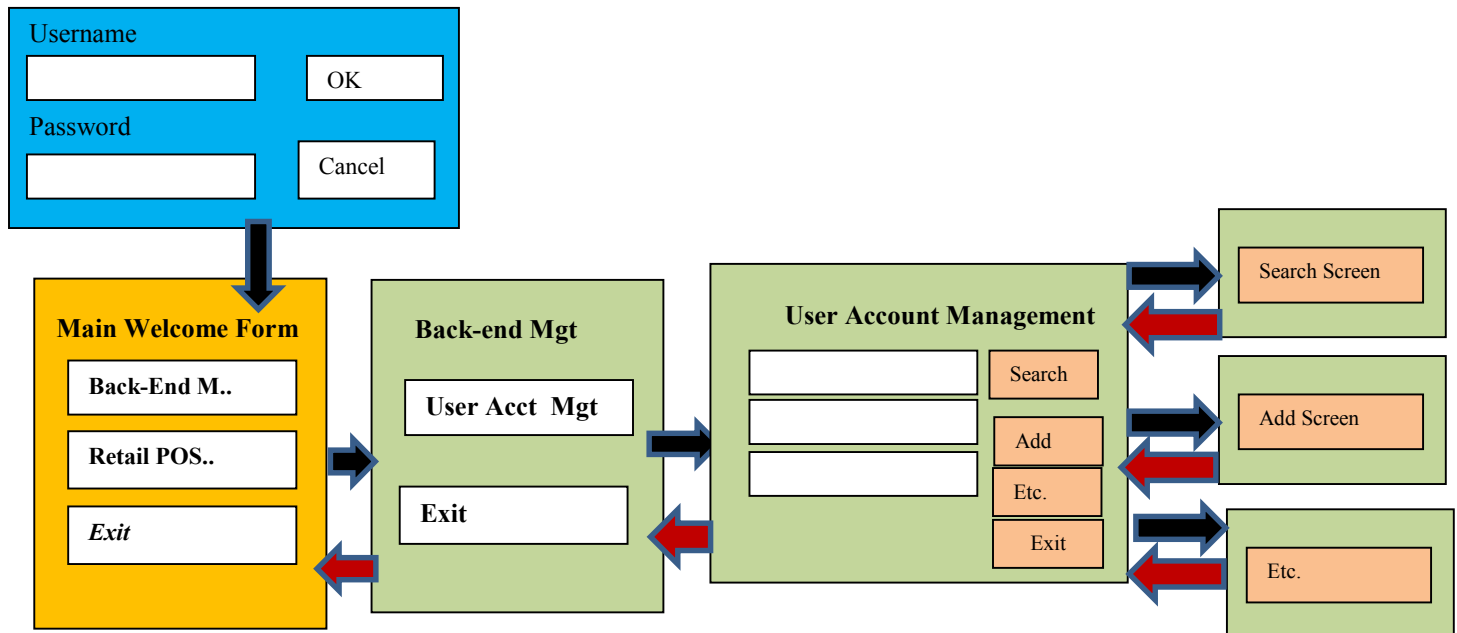 Username
OK
Password
Cancel
Main Welcome Form
Back-End M..
Retail POS..
Exit
Back-end Mgt
User Acct Mgt
Exit
User Account Management
Search
Add
Etc.
Exit
Search Screen
Add Screen
Etc.